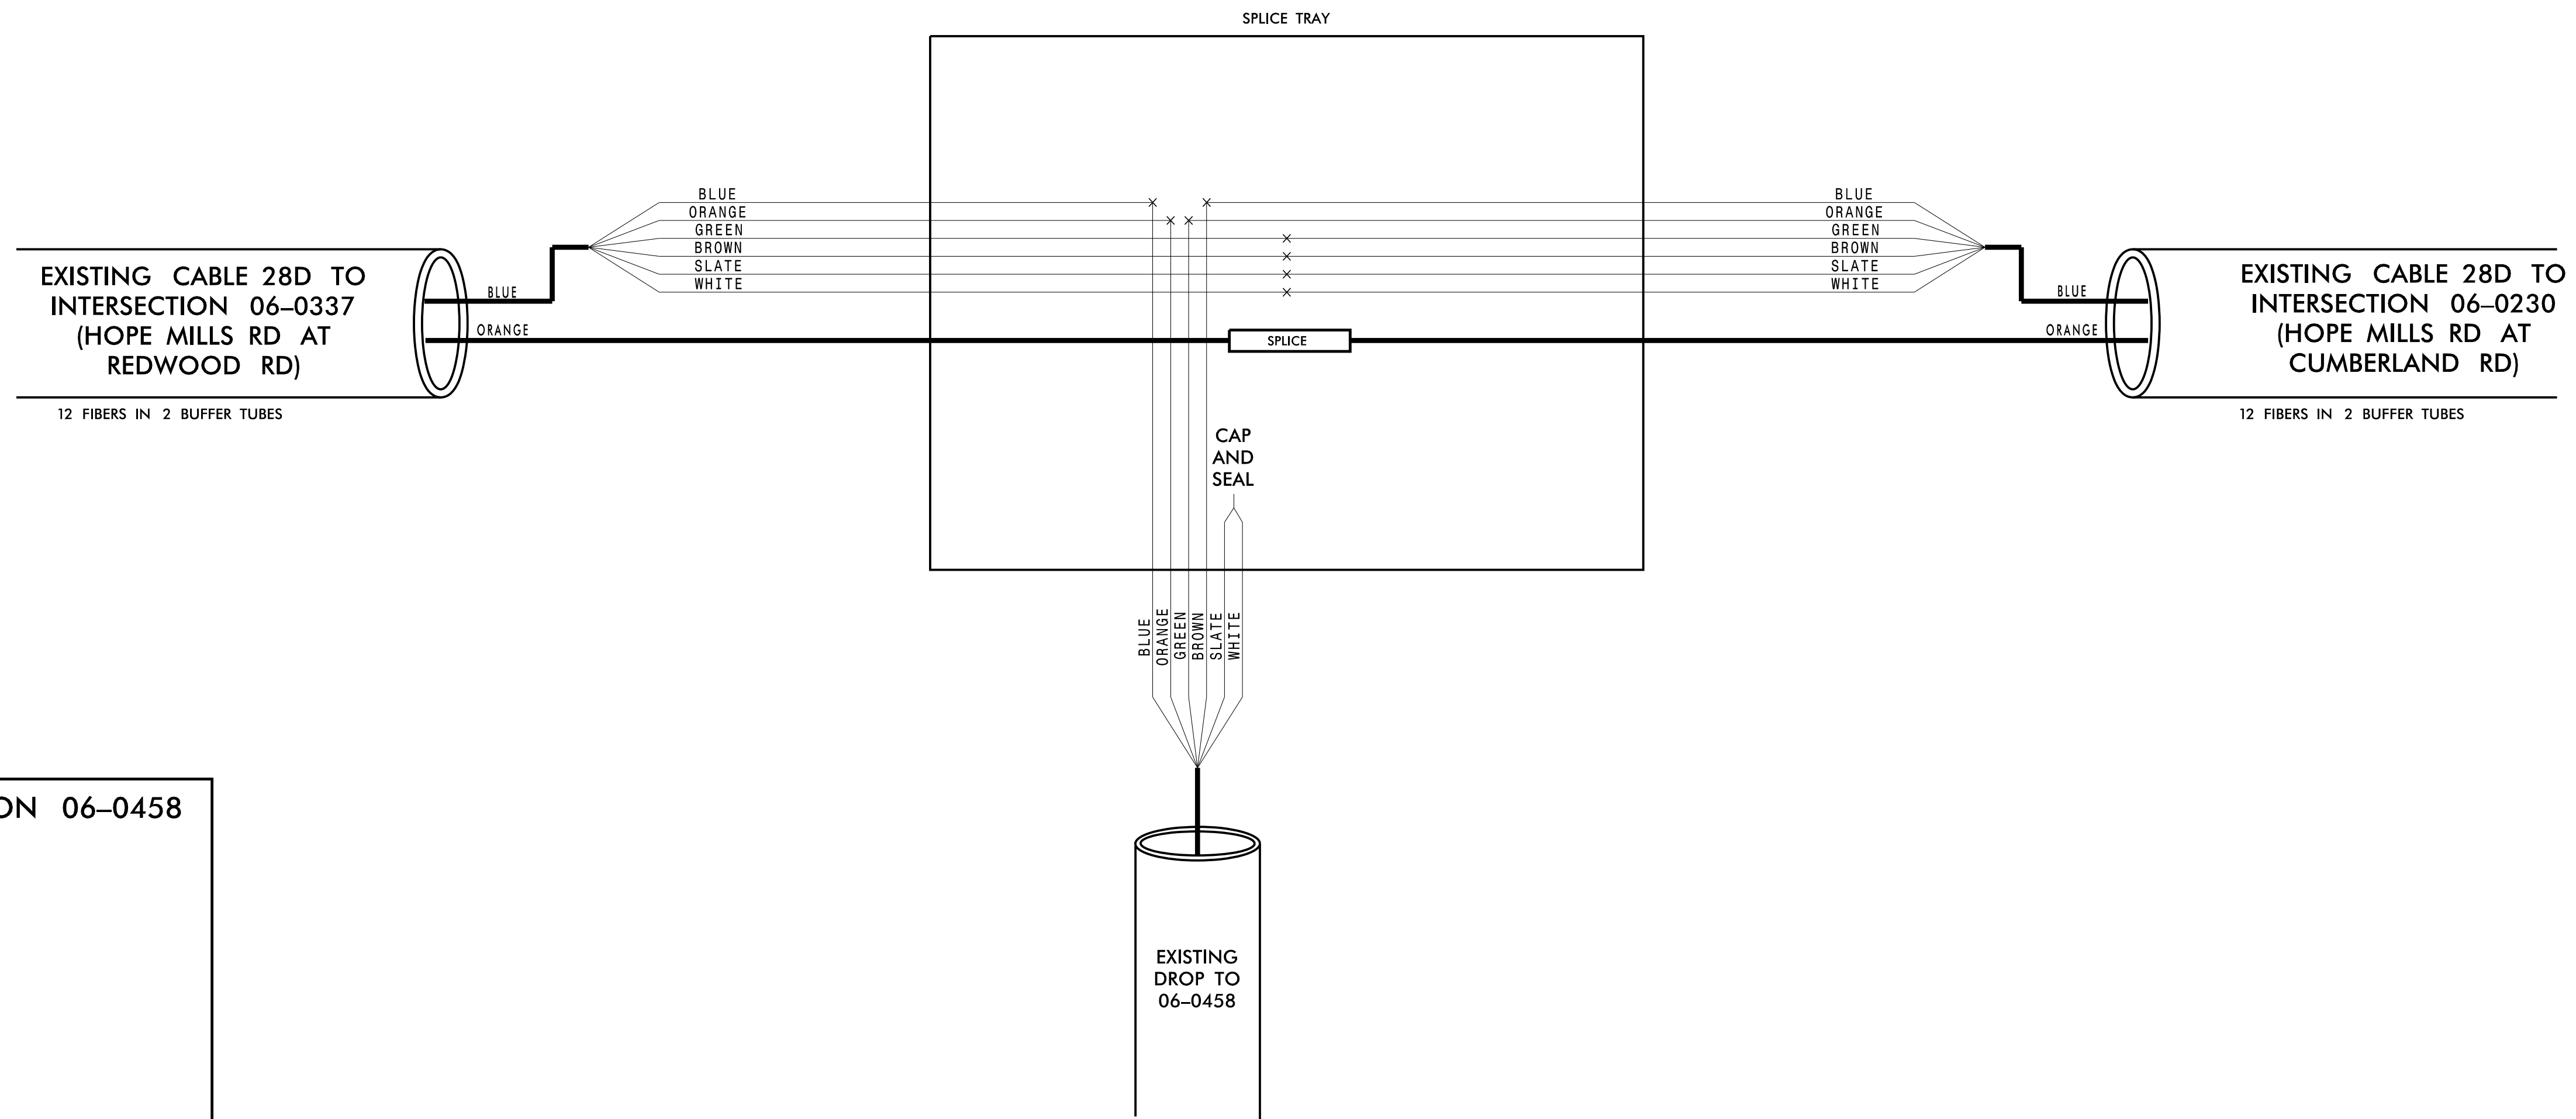 SPLICE TRAY
BLUE
ORANGE
GREEN
BROWN
SLATE
WHITE
BLUE
ORANGE
GREEN
BROWN
SLATE
WHITE
EXISTING CABLE 28D TO
INTERSECTION 06–0337
(HOPE MILLS RD AT
REDWOOD RD)
12 FIBERS IN 2 BUFFER TUBES
BLUE
ORANGE
SPLICE
BLUE
ORANGE
EXISTING CABLE 28D TO
INTERSECTION 06–0230
(HOPE MILLS RD AT
CUMBERLAND RD)
12 FIBERS IN 2 BUFFER TUBES
CAP
AND
SEAL
BLUE
ORANGE
GREEN
BROWN
SLATE
WHITE
ON 06–0458
EXISTING
DROP TO
06–0458